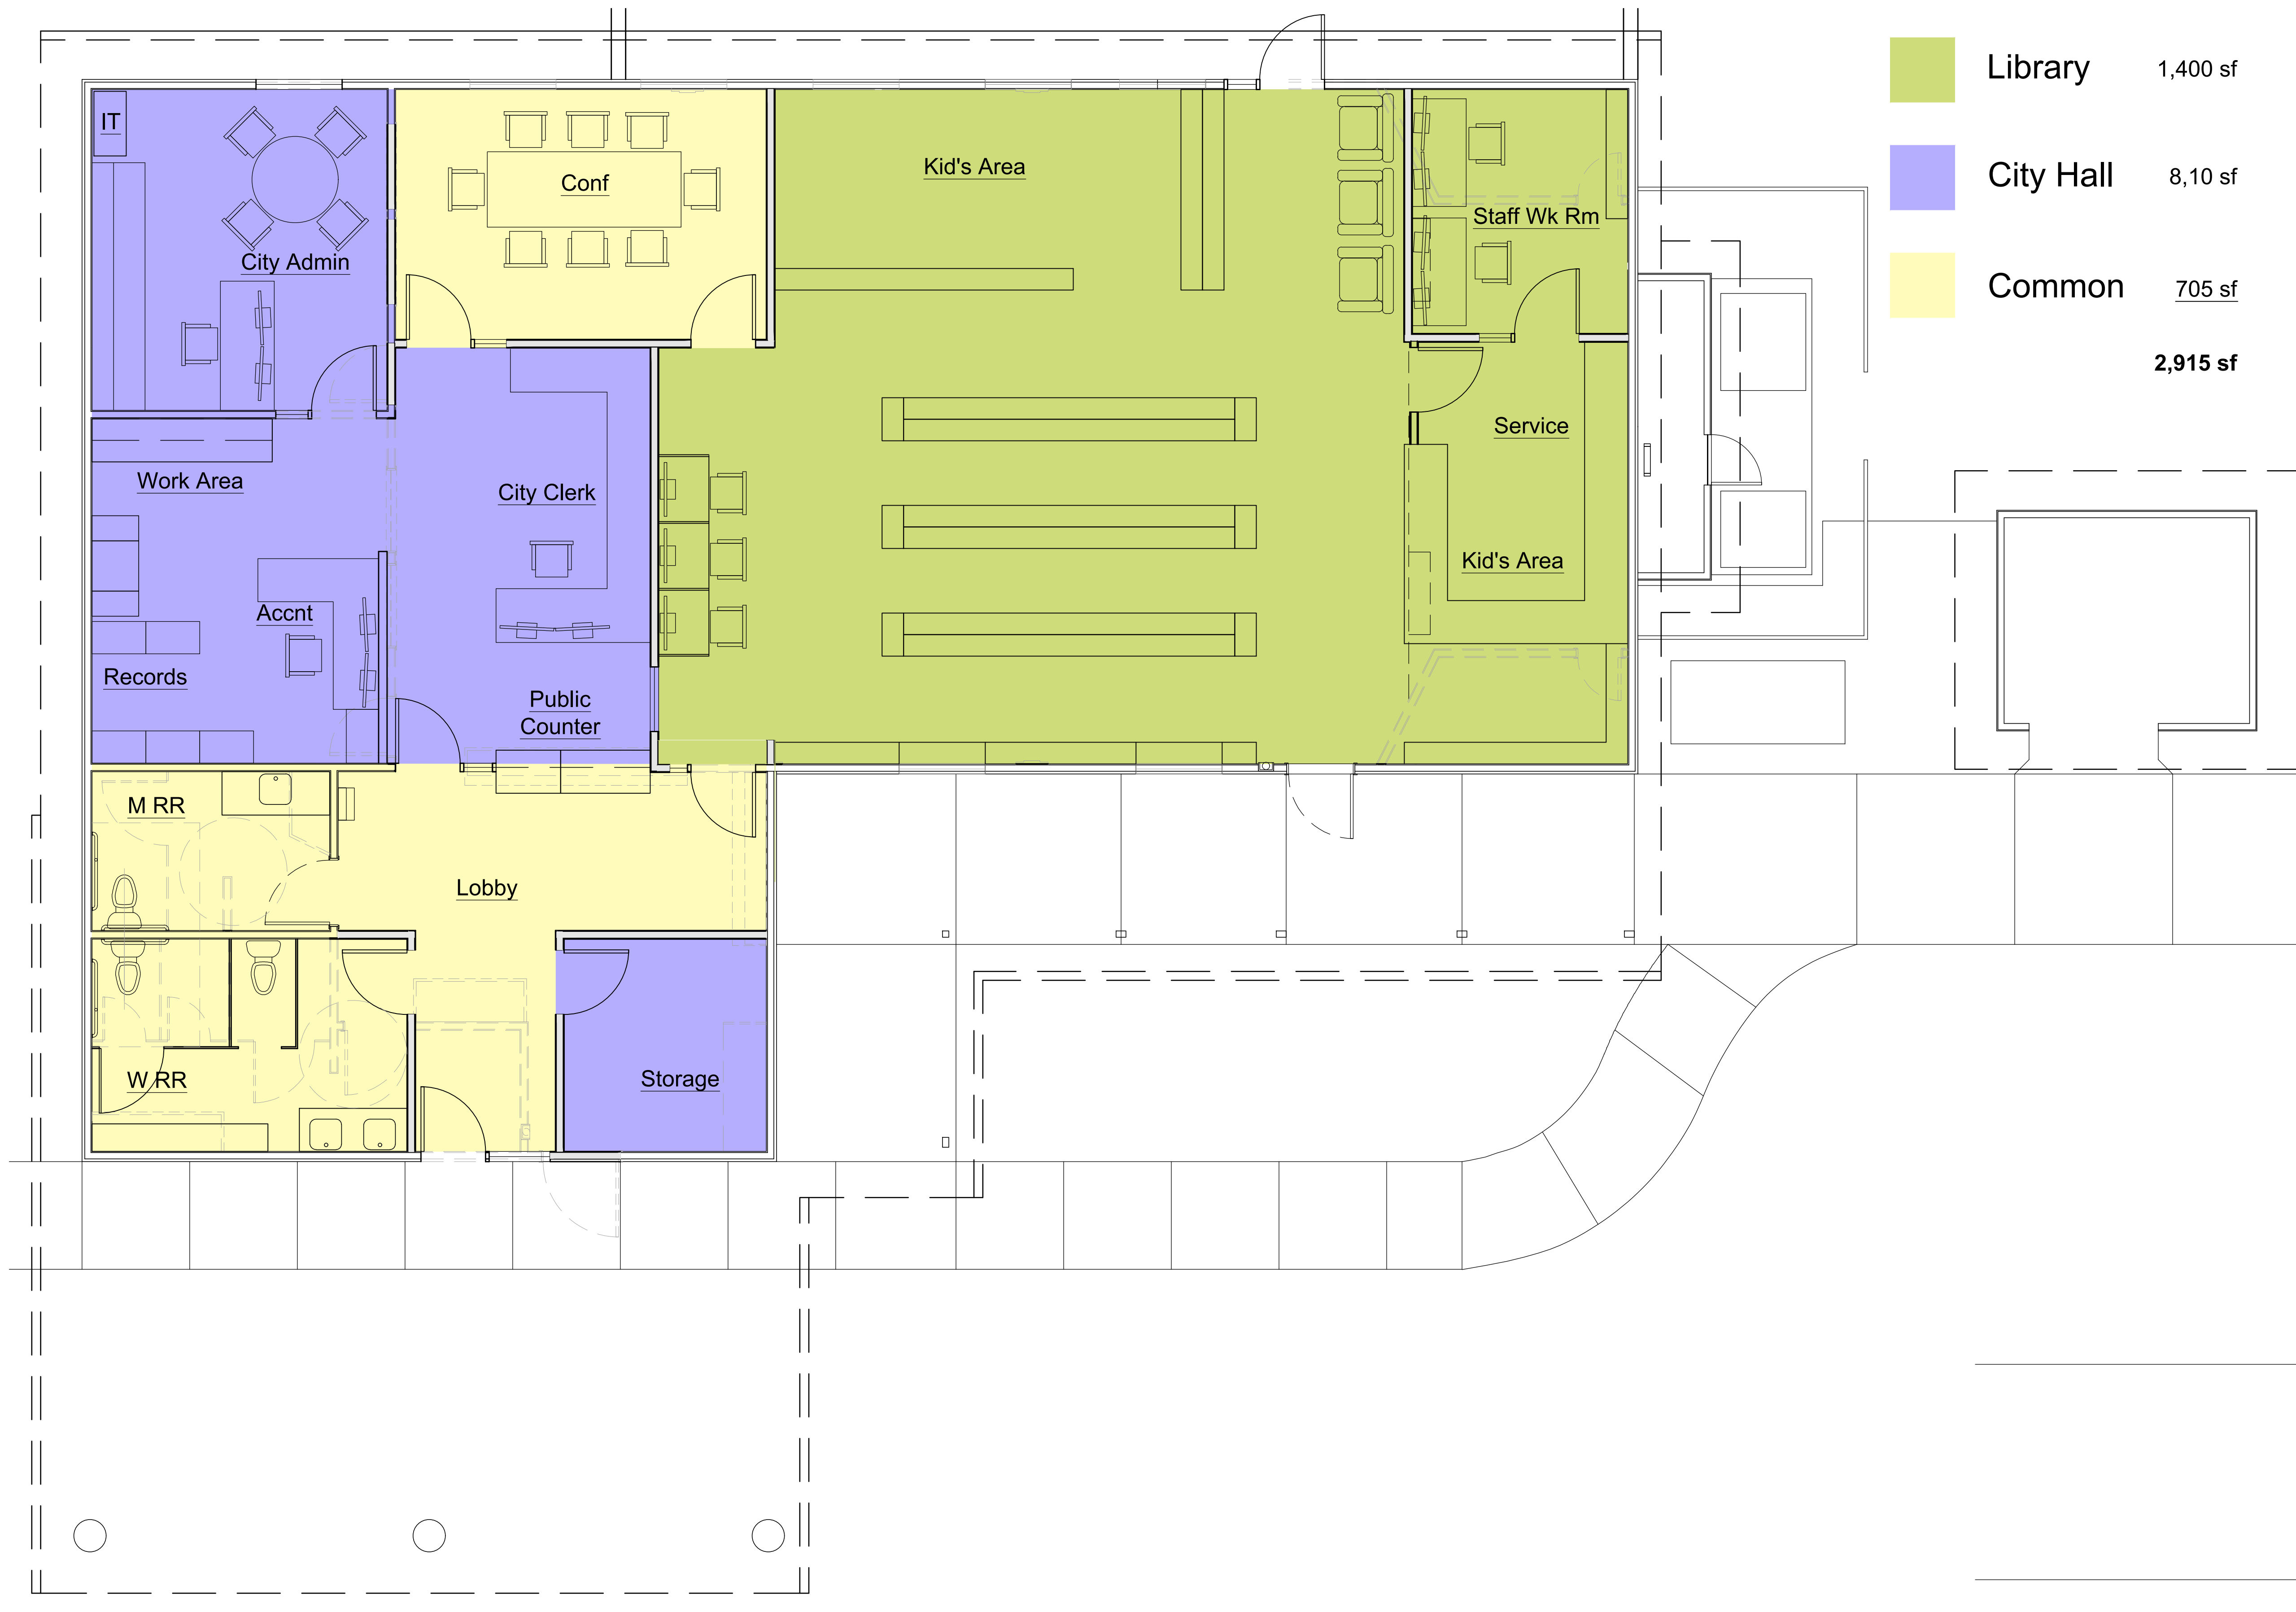 IT
City Admin
Conf
Kid's Area
Staff Wk Rm
Library 1,400 sf
City Hall 8,10 sf
Common 705 sf
2,915 sf
Work Area
City Clerk
Service
Kid's Area
Accnt
Records
Public
Counter
M RR
Lobby
W RR
Storage